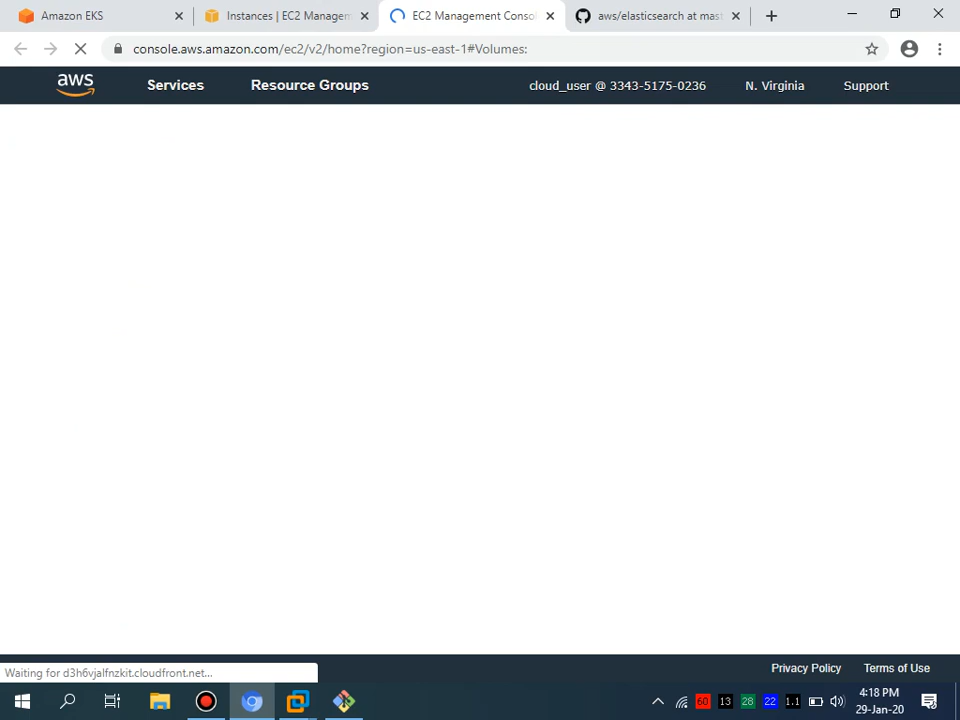 Amazon EKS
Instances | EC2 Managem
EC2 Management Conso
aws/elasticsearch at mast
console.aws.amazon.com/ec2/v2/home?region=us-east-1#Volumes:
aws
Services
Resource Groups
cloud_user @ 3343-5175-0236
N. Virginia
Support
Waiting for d3h6vjalfnzkit.cloudfront.net...
Privacy Policy
Terms of Use
60
13
28
22
1.1
4:18 PM
29-Jan-20